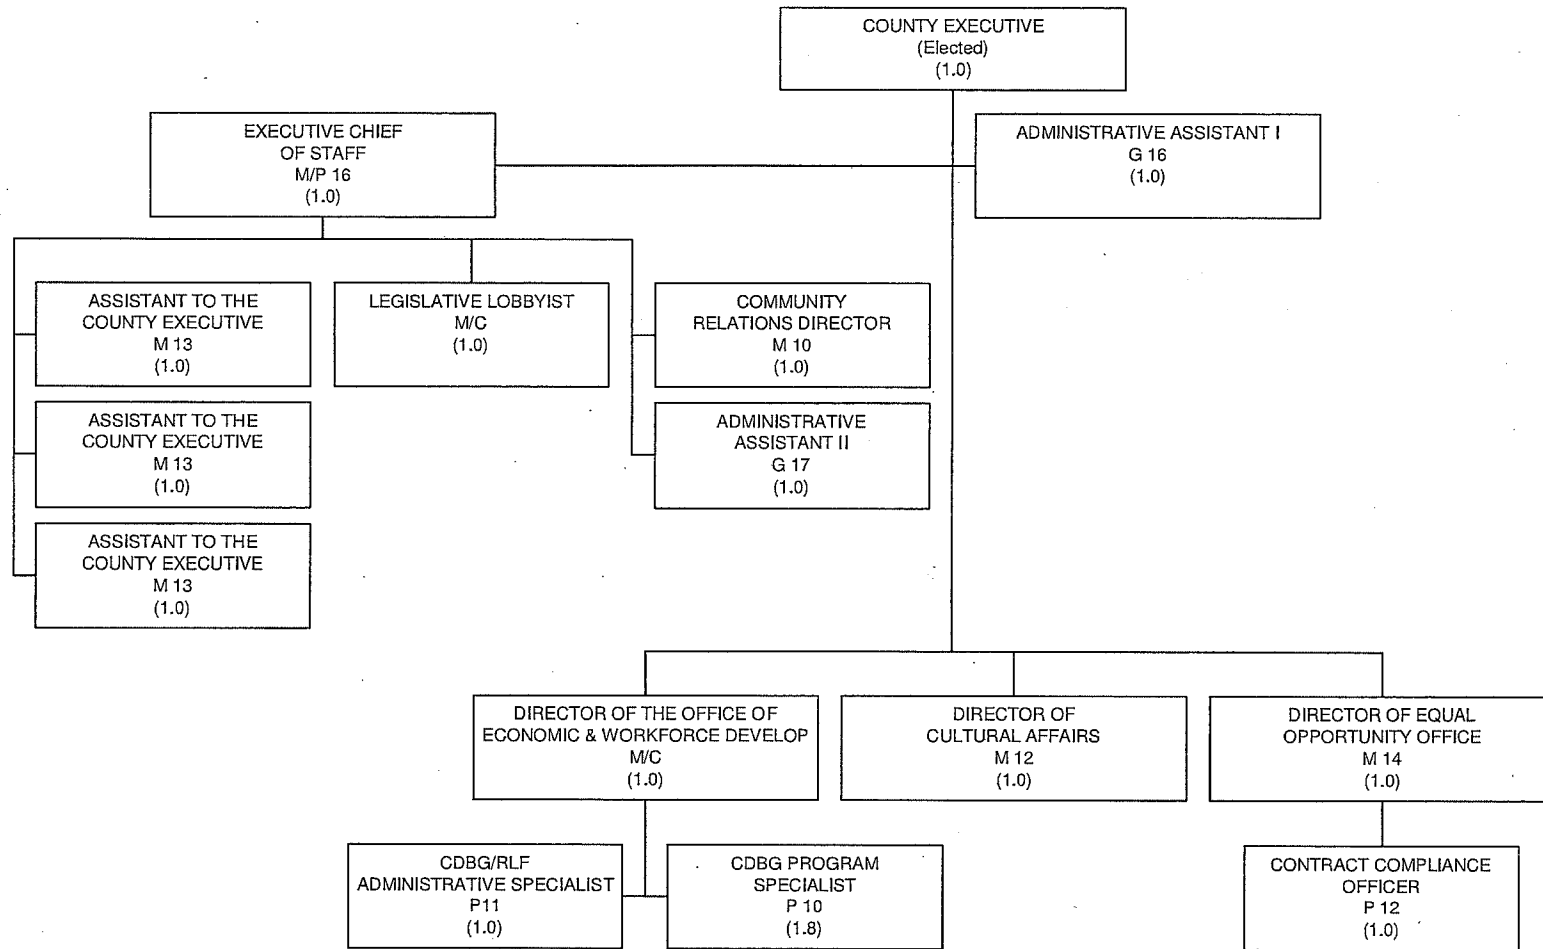 COUNTY EXECUTIVE
(Elected)
(1.0)
EXECUTIVE CHIEF
OF STAFF
M/P 16
(1.0)
ADMINISTRATIVE ASSISTANT I
G 16
(1.0)
ASSISTANT TO THE
COUNTY EXECUTIVE
M 13
(1.0)
LEGISLATIVE LOBBYIST
M/C
(1.0)
COMMUNITY
RELATIONS DIRECTOR
M 10
(1.0)
ASSISTANT TO THE
COUNTY EXECUTIVE
M 13
(1.0)
ADMINISTRATIVE
ASSISTANT II
G 17
(1.0)
ASSISTANT TO THE
COUNTY EXECUTIVE
M 13
(1.0)
DIRECTOR OF THE OFFICE OF
ECONOMIC & WORKFORCE DEVELOP
M/C
(1.0)
DIRECTOR OF
CULTURAL AFFAIRS
M 12
(1.0)
DIRECTOR OF EQUAL
OPPORTUNITY OFFICE
M 14
(1.0)
CDBG/RLF
ADMINISTRATIVE SPECIALIST
P11
(1.0)
CDBG PROGRAM
SPECIALIST
P 10
(1.8)
CONTRACT COMPLIANCE
OFFICER
P 12
(1.0)